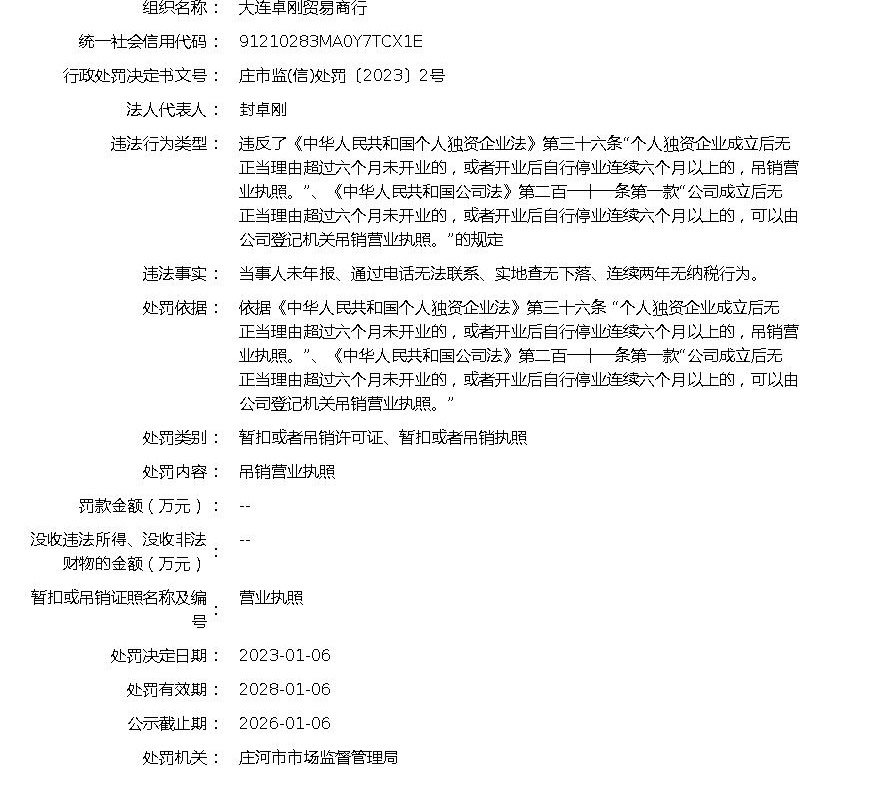 组织名称： 大连卓刚贸易商行
统一社会信用代码： 91210283MA0Y7TCX1E
行政处罚决定书文号： 庄市监(信)处罚〔2023〕2号
法人代表人： 封卓刚
违法行为类型： 违反了《中华人民共和国个人独资企业法》第三十六条“个人独资企业成立后无
正当理由超过六个月未开业的，或者开业后自行停业连续六个月以上的，吊销营
业执照。”、《中华人民共和国公司法》第二百一十一条第一款“公司成立后无
正当理由超过六个月未开业的，或者开业后自行停业连续六个月以上的，可以由
公司登记机关吊销营业执照。”的规定
违法事实： 当事人未年报、通过电话无法联系、实地查无下落、连续两年无纳税行为。
处罚依据： 依据《中华人民共和国个人独资企业法》第三十六条 “个人独资企业成立后无
正当理由超过六个月未开业的，或者开业后自行停业连续六个月以上的，吊销营
业执照。”、《中华人民共和国公司法》第二百一十一条第一款“公司成立后无
正当理由超过六个月未开业的，或者开业后自行停业连续六个月以上的，可以由
公司登记机关吊销营业执照。”
处罚类别： 暂扣或者吊销许可证、暂扣或者吊销执照
处罚内容： 吊销营业执照
罚款金额（万元）： --
没收违法所得、没收非法
财物的金额（万元）： --
暂扣或吊销证照名称及编
号： 营业执照
处罚决定日期： 2023-01-06
处罚有效期： 2028-01-06
公示截止期： 2026-01-06
处罚机关： 庄河市市场监督管理局